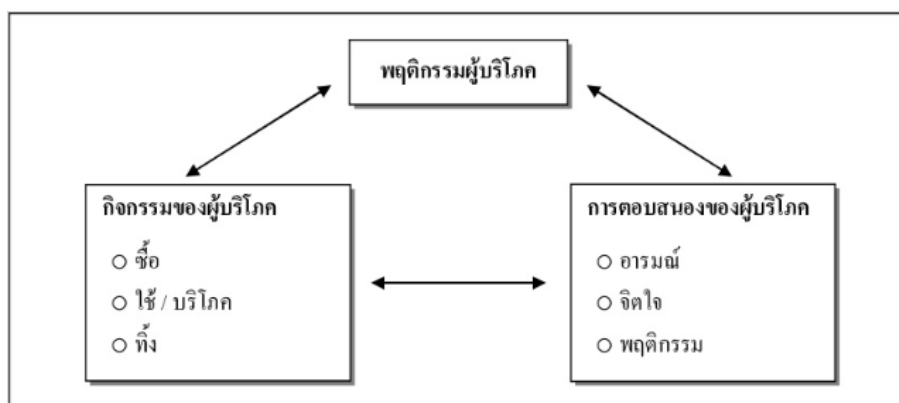 พฤติกรรมผู้บริโภค
กิจกรรมของผู้บริโภค
○ ซื้อ
○ ใช้ / บริโภค
○ ทิ้ง
การตอบสนองของผู้บริโภค
○ อารมณ์
○ จิตใจ
○ พฤติกรรม